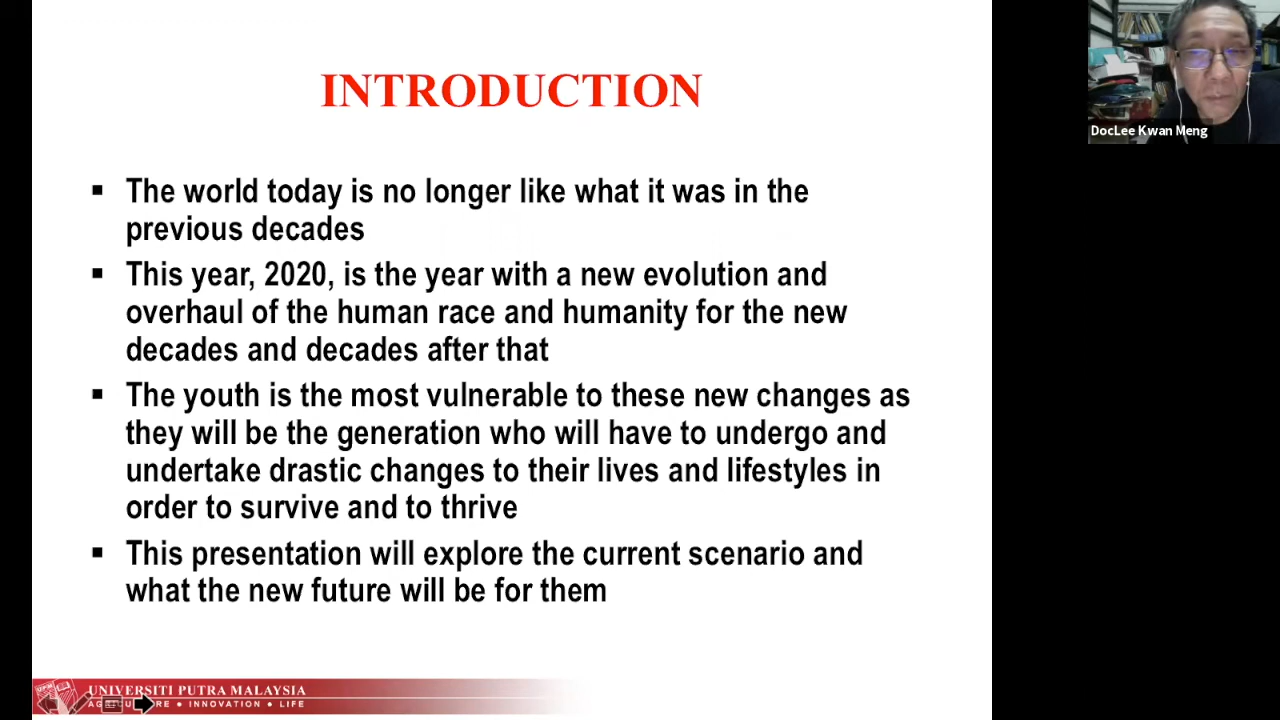 INTRODUCTION
The world today is no longer like what it was in the
previous decades
This year, 2020, is the year with a new evolution and
overhaul of the human race and humanity for the new
decades and decades after that
The youth is the most vulnerable to these new changes as
they will be the generation who will have to undergo and
undertake drastic changes to their lives and lifestyles in
order to survive and to thrive
This presentation will explore the current scenario and
what the new future will be for them
UNIVERSITI PUTRA MALAYSIA
● INNOVATION ● LIFE
DocLee Kwan Meng